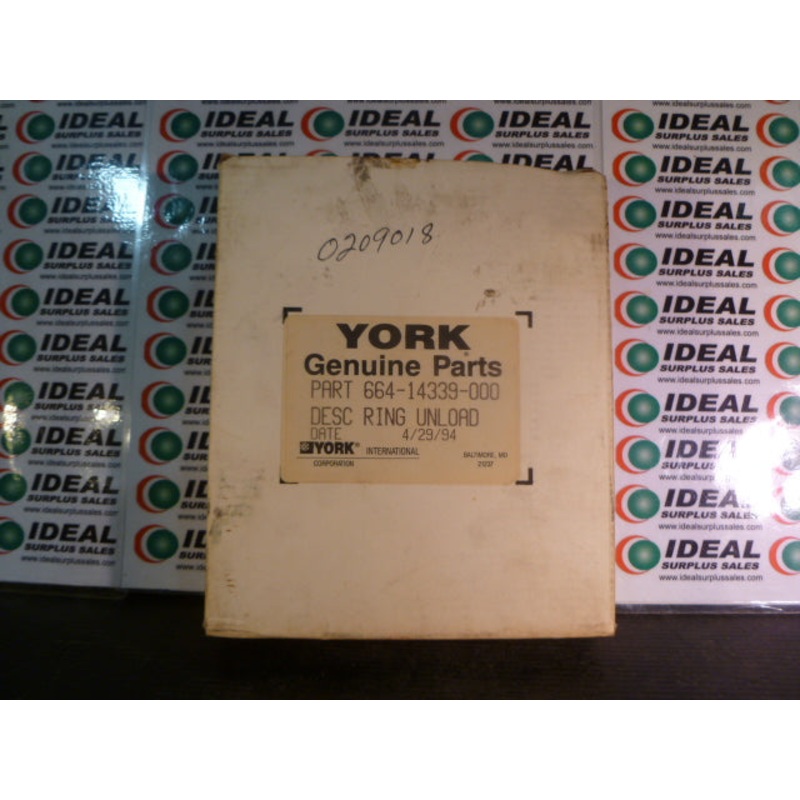 0209018
YORK
Genuine Parts
PART 664-14339-000
DESC RING UNLOAD
DATE 4/29/94
YORK® INTERNATIONAL BALTIMORE, MD
CORPORATION 21237
IDEAL
SURPLUS SALES
www.idealsurplussales.com